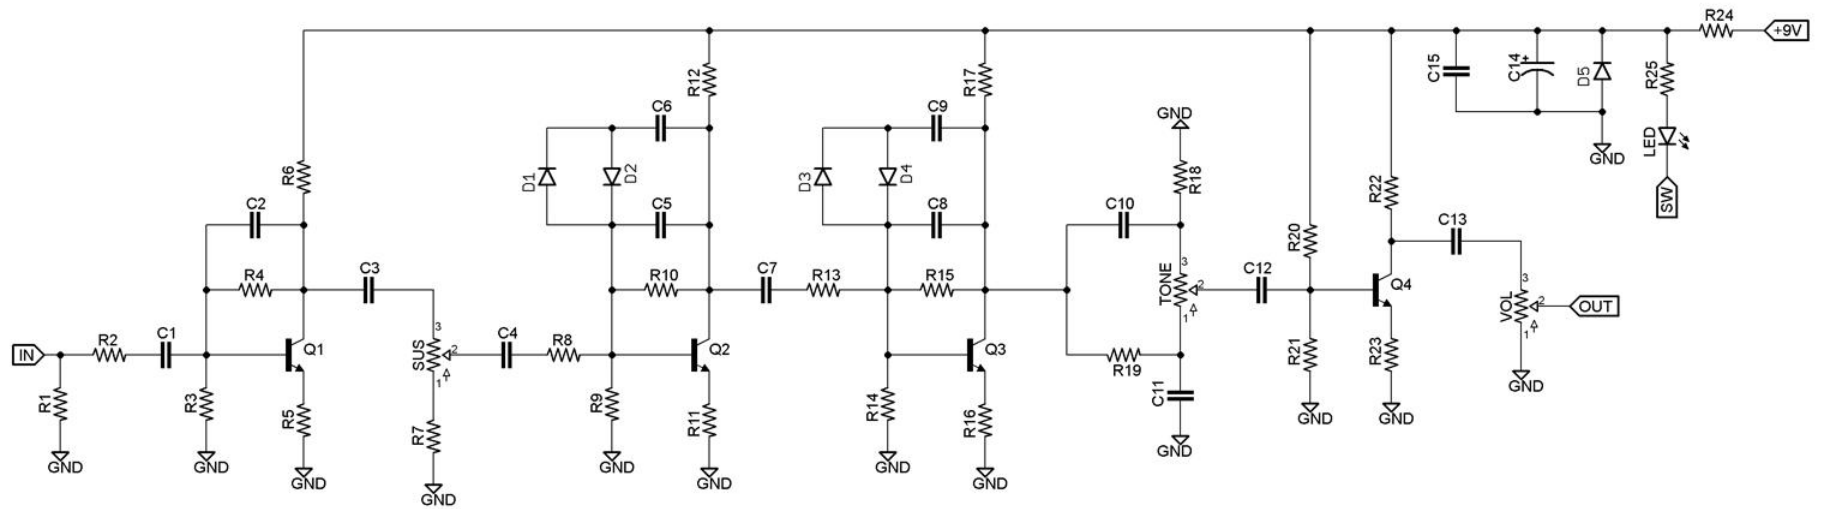 R24
+9V
R12
R17
C15
C14
+
D5
R25
C6
C9
GND
LED
GND
R6
D1
D2
D3
D4
R18
R22
SW
C2
C5
C8
C10
R20
C13
R4
C3
R10
C7
R13
R15
TONE
3
2
1
C12
Q4
VOL
3
2
1
OUT
IN
R2
C1
Q1
SUS
3
2
1
C4
R8
Q2
Q3
R19
R21
R23
GND
R1
R3
R5
R7
R9
R11
R14
R16
C11
GND
GND
GND
GND
GND
GND
GND
GND
GND
GND
GND
GND